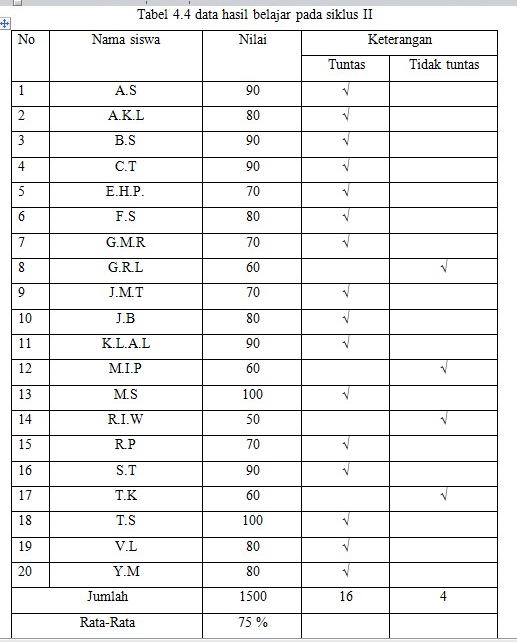 Tabel 4.4 data hasil belajar pada siklus II
No Nama siswa Nilai Keterangan
Tuntas Tidak tuntas
1 A.S 90 √
2 A.K.L 80 √
3 B.S 90 √
4 C.T 90 √
5 E.H.P. 70 √
6 F.S 80 √
7 G.M.R 70 √
8 G.R.L 60 √
9 J.M.T 70 √
10 J.B 80 √
11 K.L.A.L 90 √
12 M.I.P 60 √
13 M.S 100 √
14 R.I.W 50 √
15 R.P 70 √
16 S.T 90 √
17 T.K 60 √
18 T.S 100 √
19 V.L 80 √
20 Y.M 80 √
Jumlah 1500 16 4
Rata-Rata 75 %